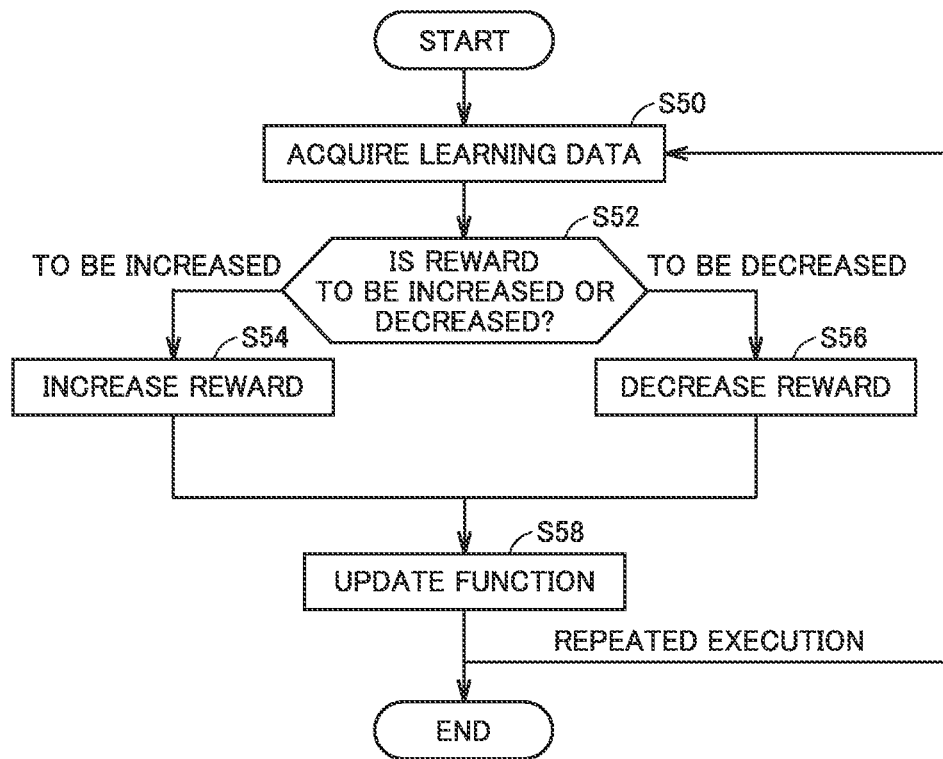 START
S50
ACQUIRE LEARNING DATA
S52
TO BE INCREASED
IS REWARD
TO BE INCREASED OR
DECREASED?
TO BE DECREASED
S54
INCREASE REWARD
S56
DECREASE REWARD
S58
UPDATE FUNCTION
REPEATED EXECUTION
END